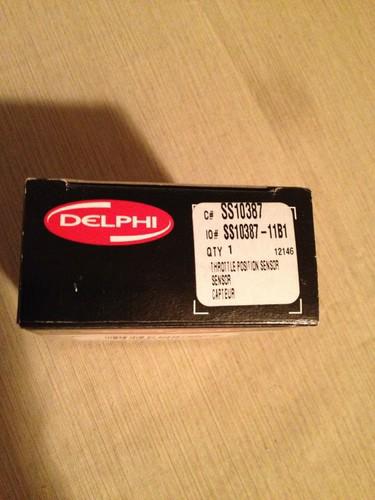 DELPHI
C# SS10387
IO# SS10387-11B1
QTY 1 12146
THROTTLE POSITION SENSOR
SENSOR
CAPTEUR